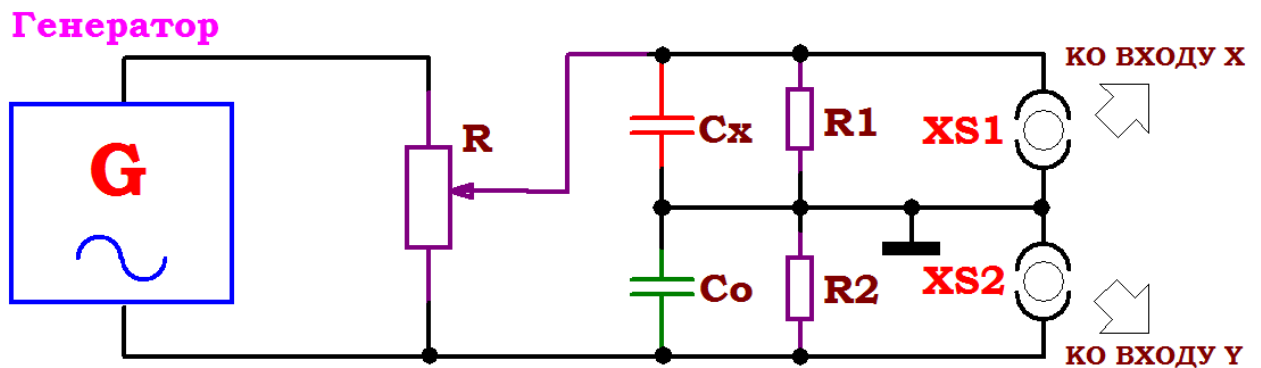 Генератор
КО ВХОДУ X
G
R
Cx
R1
XS1
Co
R2
XS2
КО ВХОДУ Y